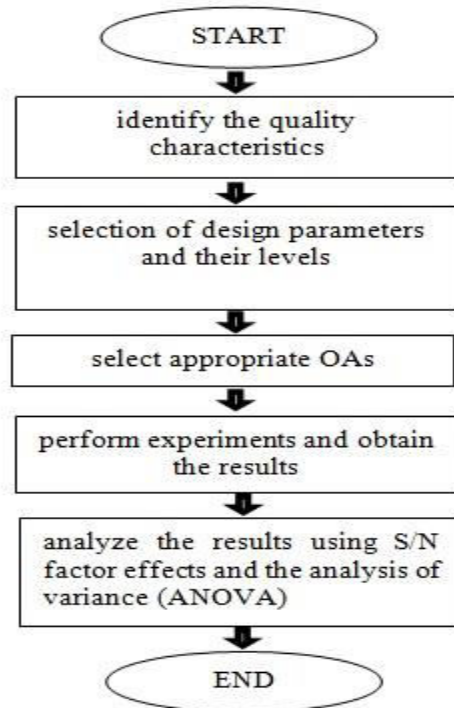 START
identify the quality
characteristics
selection of design parameters
and their levels
select appropriate OAs
perform experiments and obtain
the results
analyze the results using S/N
factor effects and the analysis of
variance (ANOVA)
END